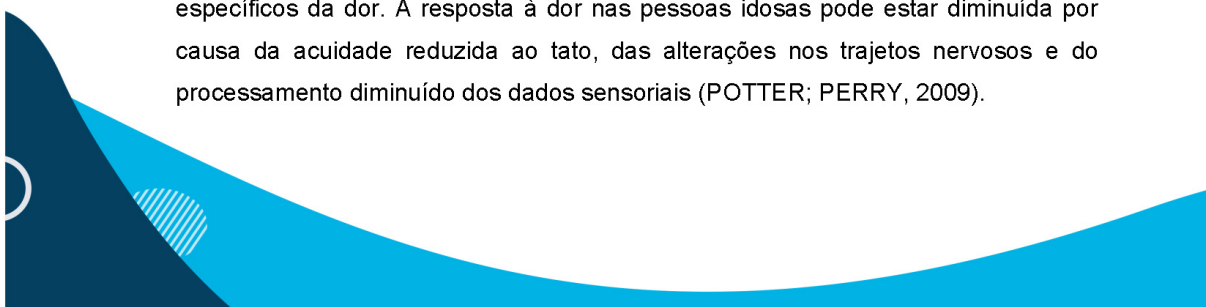 específicos da dor. A resposta à dor nas pessoas idosas pode estar diminuída por
causa da acuidade reduzida ao tato, das alterações nos trajetos nervosos e do
processamento diminuído dos dados sensoriais (POTTER; PERRY, 2009).